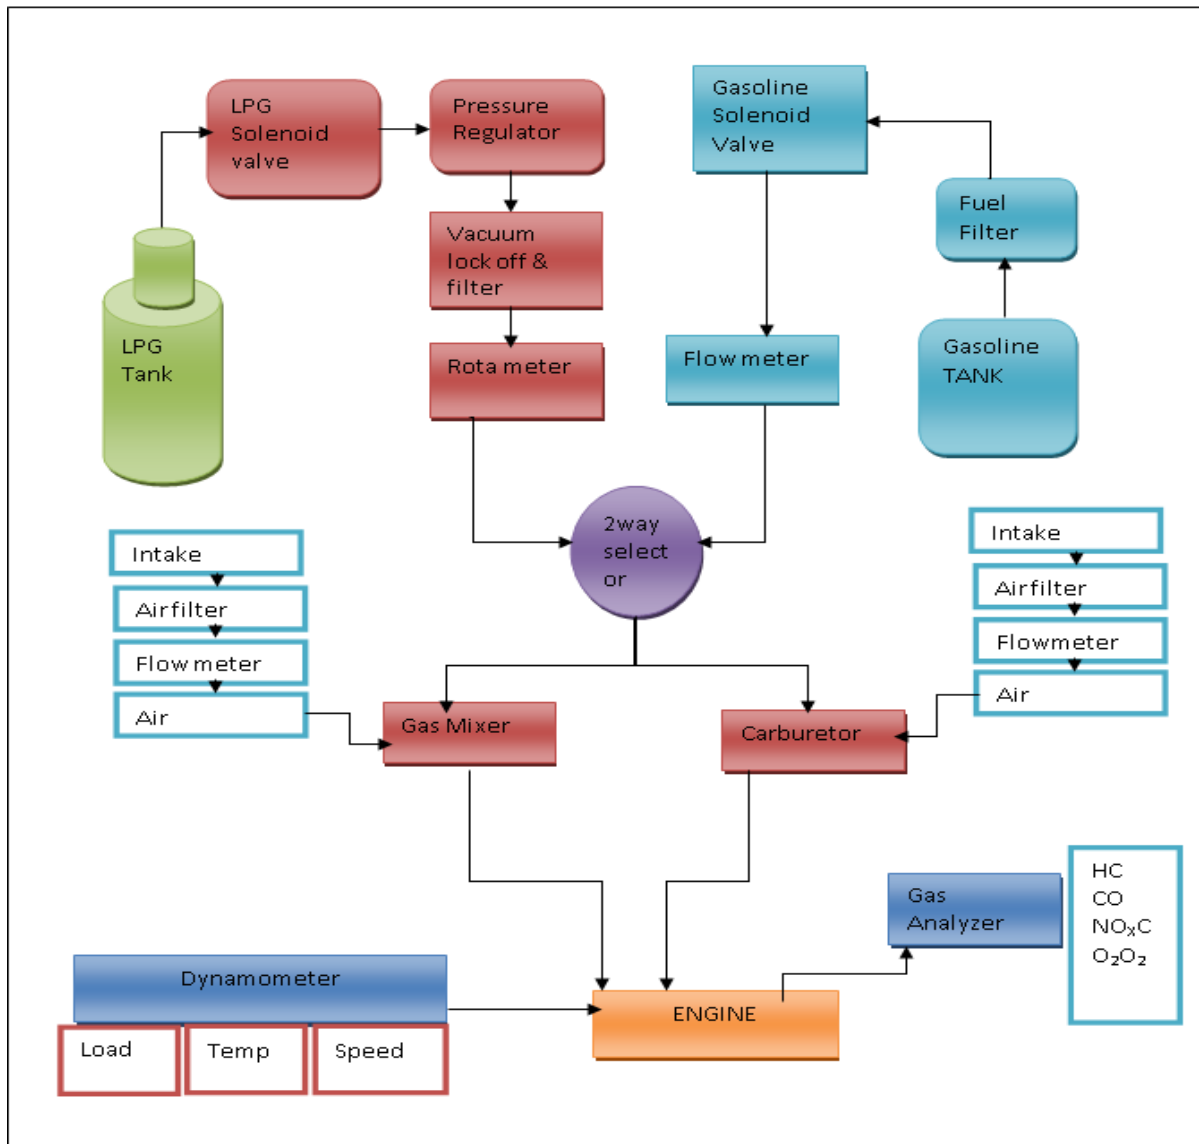 LPG
Solenoid
valve
Pressure
Regulator
Gasoline
Solenoid
Valve
Fuel
Filter
Vacuum
lock off &
filter
LPG
Tank
Rota meter
Flow meter
Gasoline
TANK
2way
select
or
Intake
Airfilter
Flow meter
Air
Intake
Airfilter
Flowmeter
Air
Gas Mixer
Carburetor
Gas
Analyzer
HC
CO
NOₓC
O₂O₂
Dynamometer
Load
Temp
Speed
ENGINE